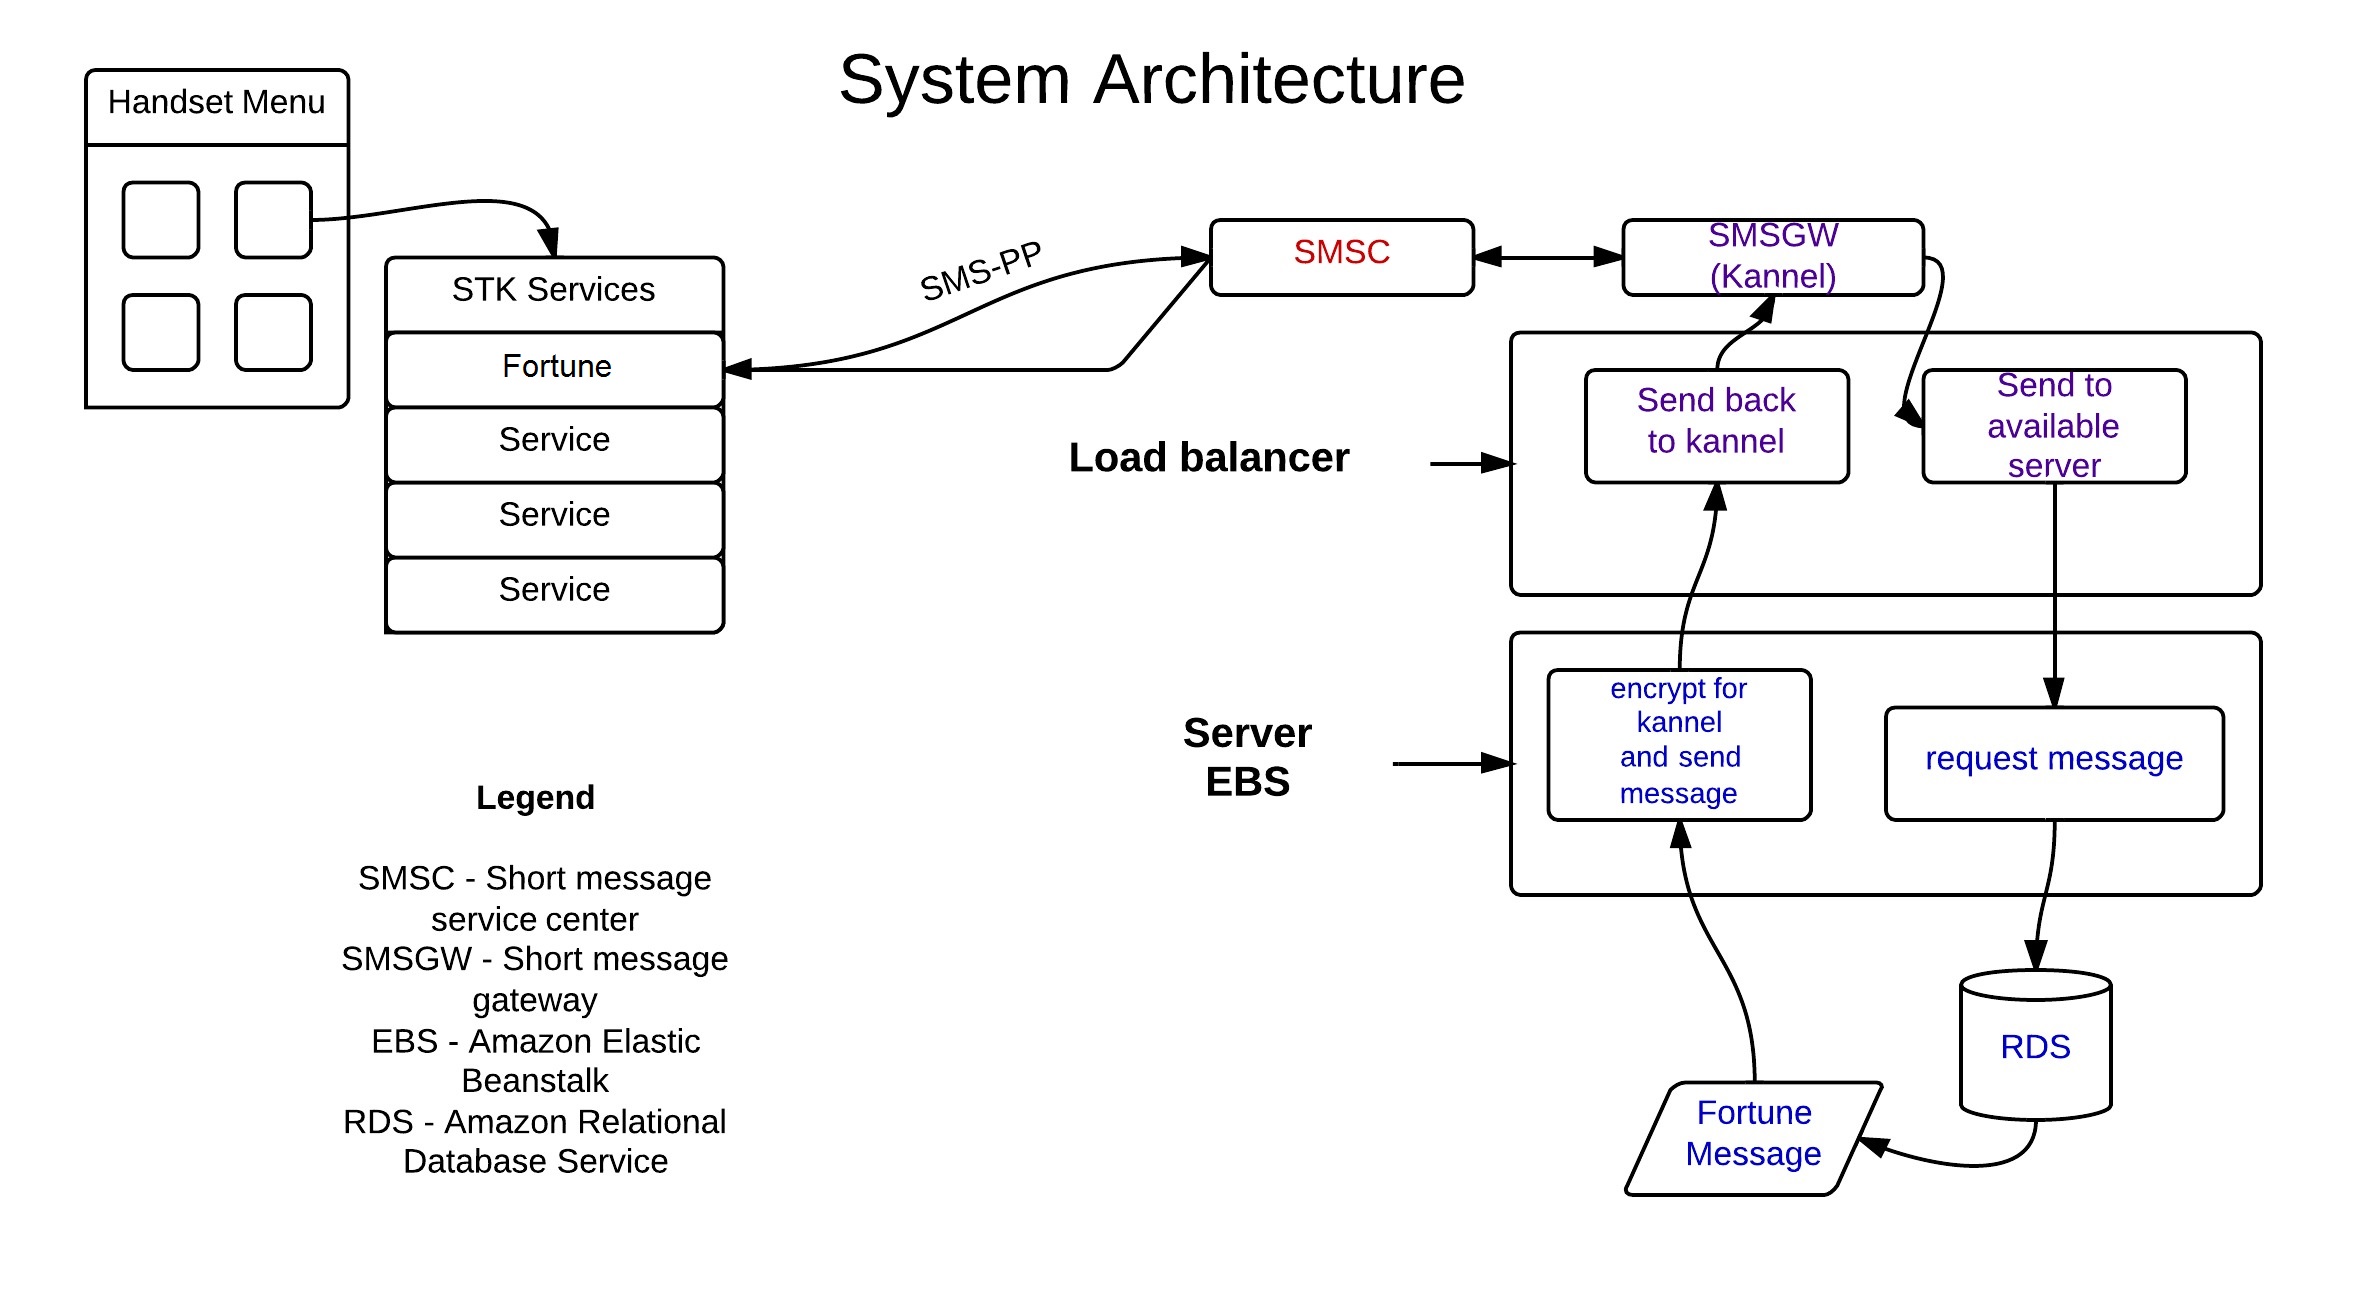 System Architecture
Handset Menu
STK Services
Fortune
Service
Service
Service
SMS-PP
SMSC
SMSGW
(Kannel)
Load balancer
Send back
to kannel
Send to
available
server
Server
EBS
encrypt for
kannel
and send
message
request message
RDS
Fortune
Message
Legend
SMSC - Short message
service center
SMSGW - Short message
gateway
EBS - Amazon Elastic
Beanstalk
RDS - Amazon Relational
Database Service